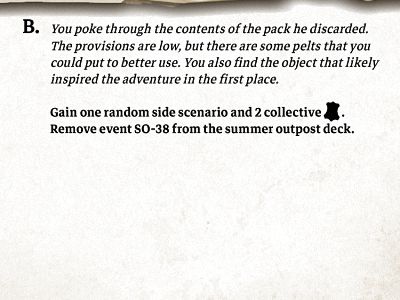 B. You poke through the contents of the pack he discarded.
The provisions are low, but there are some pelts that you
could put to better use. You also find the object that likely
inspired the adventure in the first place.
Gain one random side scenario and 2 collective .
Remove event SO-38 from the summer outpost deck.